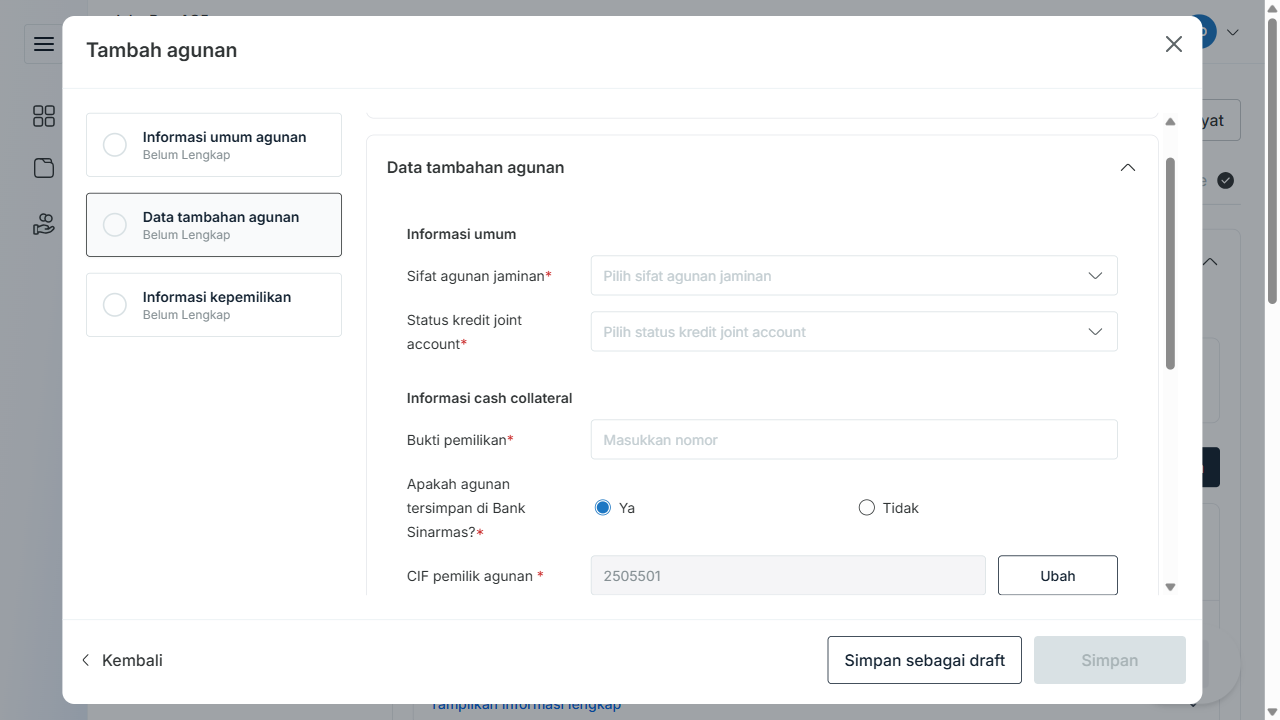 Tambah agunan
yat
Informasi umum agunan
Belum Lengkap
Data tambahan agunan
Belum Lengkap
Informasi kepemilikan
Belum Lengkap
Data tambahan agunan
Informasi umum
Sifat agunan jaminan*
Pilih sifat agunan jaminan
Status kredit joint
account*
Pilih status kredit joint account
Informasi cash collateral
Bukti pemilikan*
Masukkan nomor
Apakah agunan
tersimpan di Bank
Sinarmas?*
Ya
Tidak
CIF pemilik agunan *
2505501
Ubah
Kembali
Simpan sebagai draft
Simpan
Tampilkan informasi lengkap